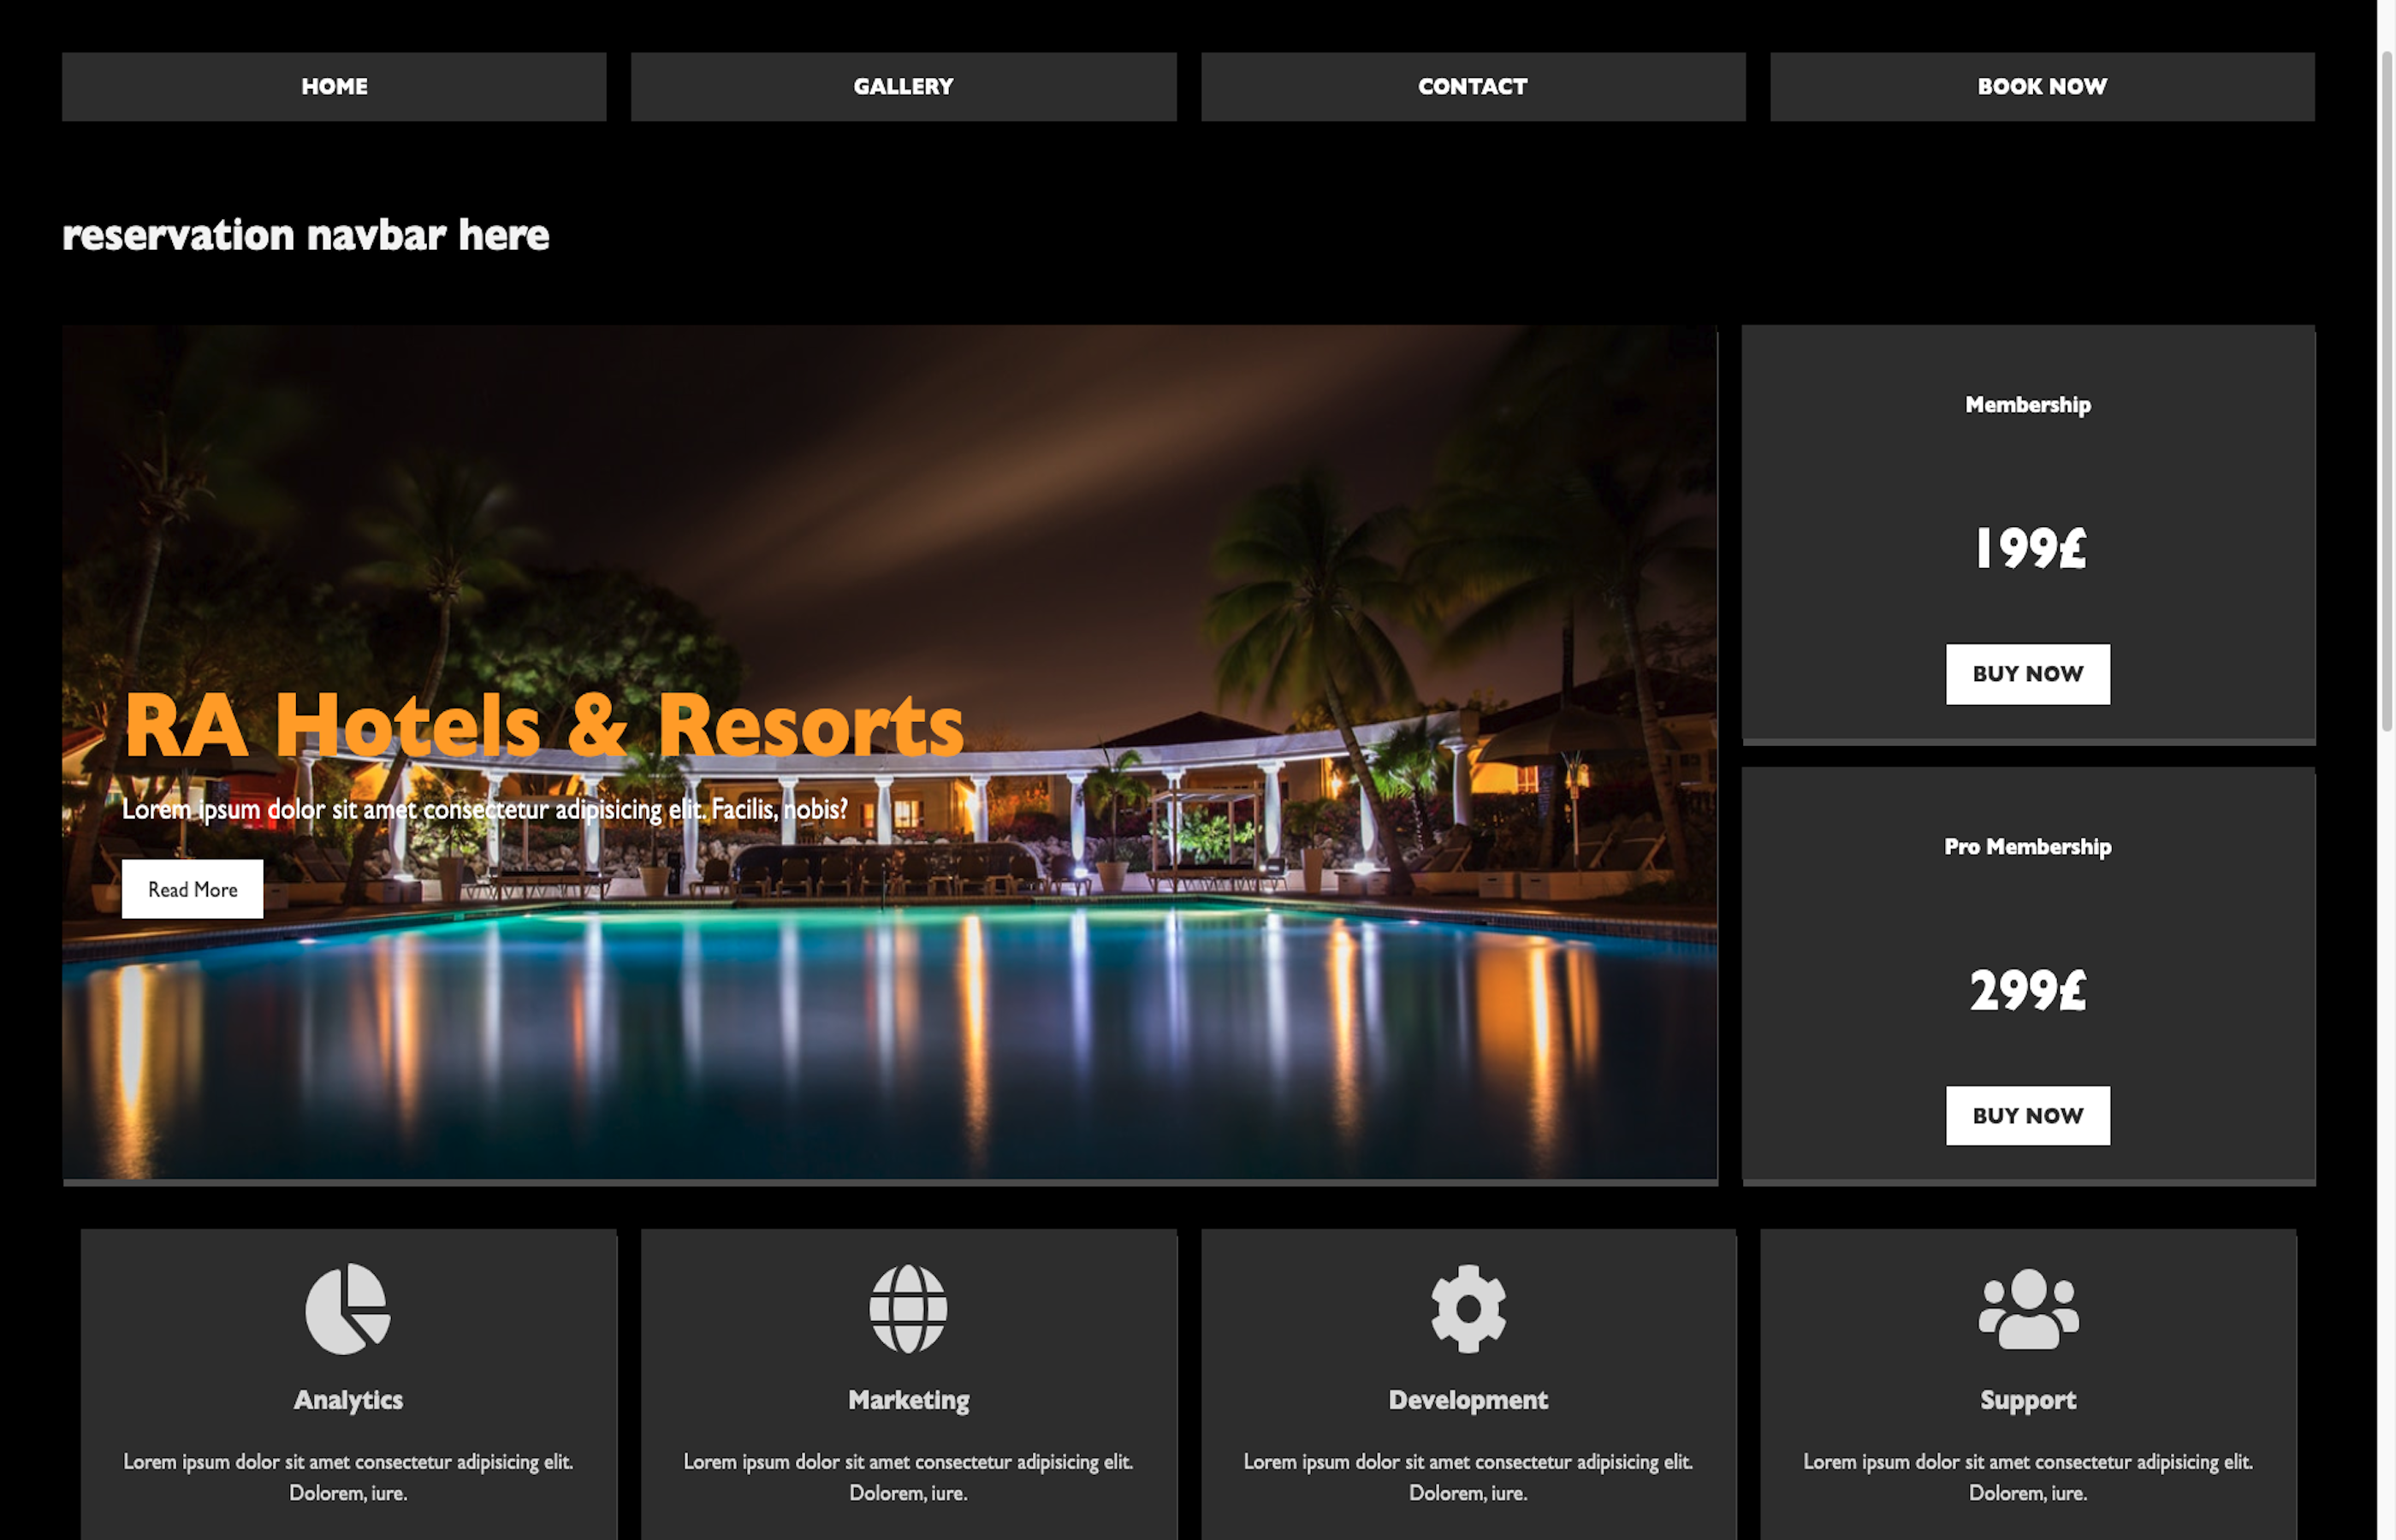 HOME
GALLERY
CONTACT
BOOK NOW
reservation navbar here
RA Hotels & Resorts
Lorem ipsum dolor sit amet consectetur adipisicing elit. Facilis, nobis?
Read More
Membership
199£
BUY NOW
Pro Membership
299£
BUY NOW
Analytics
Lorem ipsum dolor sit amet consectetur adipisicing elit.
Dolorem, iure.
Marketing
Lorem ipsum dolor sit amet consectetur adipisicing elit.
Dolorem, iure.
Development
Lorem ipsum dolor sit amet consectetur adipisicing elit.
Dolorem, iure.
Support
Lorem ipsum dolor sit amet consectetur adipisicing elit.
Dolorem, iure.